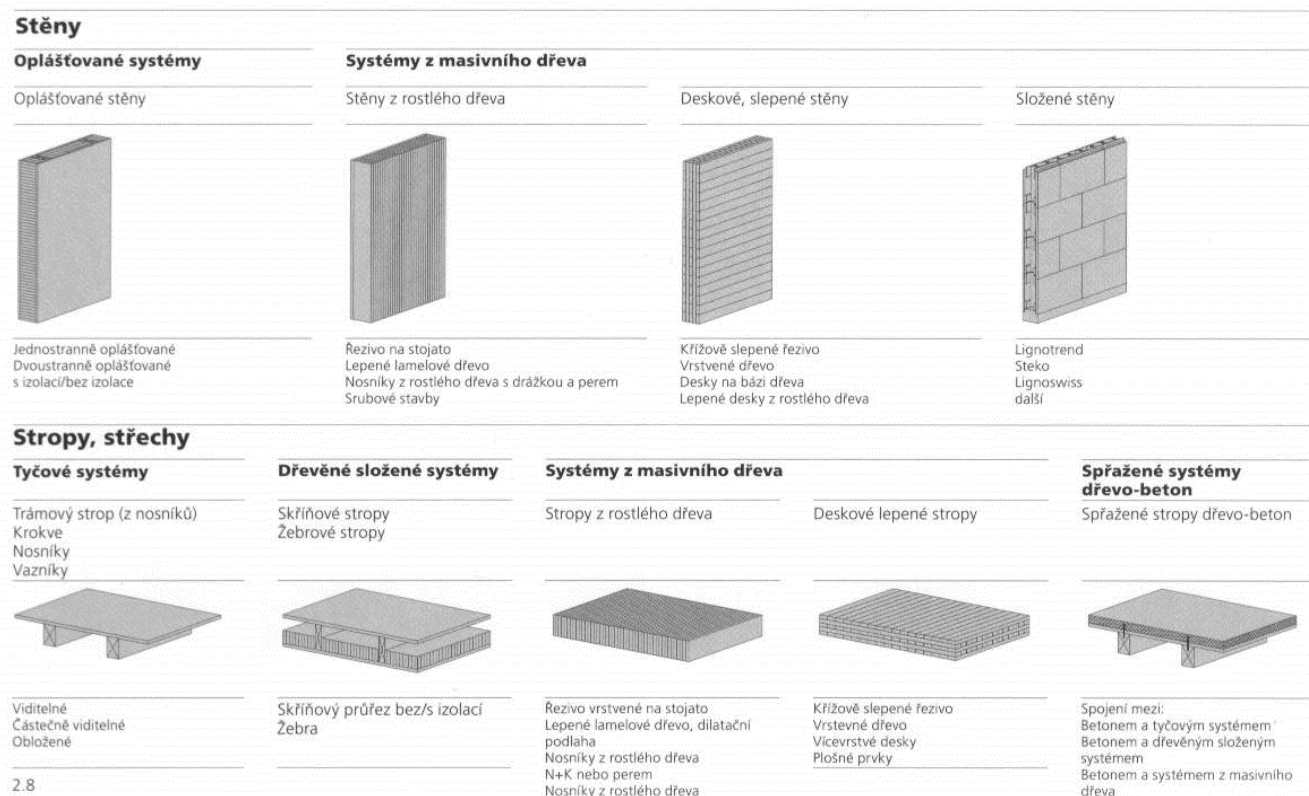 Stěny
Oplášťované systémy
Systémy z masivního dřeva
Oplášťované stěny
Stěny z rostlého dřeva
Deskové, slepené stěny
Složené stěny
Jednostranně oplášťované
Dvoustranně oplášťované
s izolací/bez izolace
Řezivo na stojato
Lepené lamelové dřevo
Nosníky z rostlého dřeva s drážkou a perem
Srubové stavby
Křížově slepené řezivo
Vrstvené dřevo
Desky na bázi dřeva
Lepené desky z rostlého dřeva
Lignotrend
Steko
Lignoswiss
další
Stropy, střechy
Tyčové systémy
Dřevěné složené systémy
Systémy z masivního dřeva
Spřažené systémy
dřevo-beton
Trámový strop (z nosníků)
Krokve
Nosníky
Vazníky
Skříňové stropy
Žebrové stropy
Stropy z rostlého dřeva
Deskové lepené stropy
Spřažené stropy dřevo-beton
Viditelné
Částečně viditelné
Obložené
Skříňový průřez bez/s izolací
Žebra
Řezivo vrstvené na stojato
Lepené lamelové dřevo, dilatační
podlaha
Nosníky z rostlého dřeva
N+K nebo perem
Nosníky z rostlého dřeva
Křížově slepené řezivo
Vrstevné dřevo
Vícevrstvé desky
Plošné prvky
Spojení mezi:
Betonem a tyčovým systémem
Betonem a dřevěným složeným
systémem
Betonem a systémem z masivního
dřeva
2.8